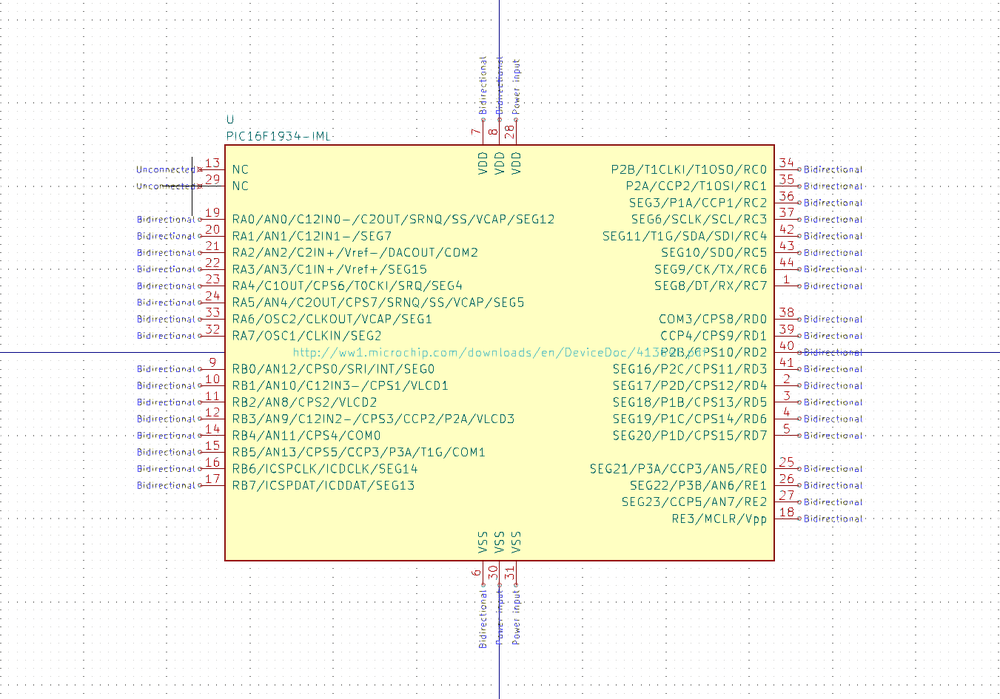 Bidirectional
Bidirectional
Power input
7
8
28
U
PIC16F1934-IML
VDD
VDD
VDD
Unconnected 13 NC
Unconnected 29 NC
Bidirectional 19 RA0/AN0/C12IN0-/C2OUT/SRNQ/SS/VCAP/SEG12
Bidirectional 20 RA1/AN1/C12IN1-/SEG7
Bidirectional 21 RA2/AN2/C2IN+/Vref-/DACOUT/COM2
Bidirectional 22 RA3/AN3/C1IN+/Vref+/SEG15
Bidirectional 23 RA4/C1OUT/CPS6/T0CKI/SRQ/SEG4
Bidirectional 24 RA5/AN4/C2OUT/CPS7/SRNQ/SS/VCAP/SEG5
Bidirectional 33 RA6/OSC2/CLKOUT/VCAP/SEG1
Bidirectional 32 RA7/OSC1/CLKIN/SEG2
http://ww1.microchip.com/downloads/en/DeviceDoc/
Bidirectional 9 RB0/AN12/CPS0/SRI/INT/SEG0
Bidirectional 10 RB1/AN10/C12IN3-/CPS1/VLCD1
Bidirectional 11 RB2/AN8/CPS2/VLCD2
Bidirectional 12 RB3/AN9/C12IN2-/CPS3/CCP2/P2A/VLCD3
Bidirectional 14 RB4/AN11/CPS4/COM0
Bidirectional 15 RB5/AN13/CPS5/CCP3/P3A/T1G/COM1
Bidirectional 16 RB6/ICSPCLK/ICDCLK/SEG14
Bidirectional 17 RB7/ICSPDAT/ICDDAT/SEG13
P2B/T1CLKI/T1OSO/RC0 34 Bidirectional
P2A/CCP2/T1OSI/RC1 35 Bidirectional
SEG3/P1A/CCP1/RC2 36 Bidirectional
SEG6/SCLK/SCL/RC3 37 Bidirectional
SEG11/T1G/SDA/SDI/RC4 42 Bidirectional
SEG10/SDO/RC5 43 Bidirectional
SEG9/CK/TX/RC6 44 Bidirectional
SEG8/DT/RX/RC7 1 Bidirectional
COM3/CPS8/RD0 38 Bidirectional
CCP4/CPS9/RD1 39 Bidirectional
P2B/CPS10/RD2 40 Bidirectional
SEG16/P2C/CPS11/RD3 41 Bidirectional
SEG17/P2D/CPS12/RD4 2 Bidirectional
SEG18/P1B/CPS13/RD5 3 Bidirectional
SEG19/P1C/CPS14/RD6 4 Bidirectional
SEG20/P1D/CPS15/RD7 5 Bidirectional
SEG21/P3A/CCP3/AN5/RE0 25 Bidirectional
SEG22/P3B/AN6/RE1 26 Bidirectional
SEG23/CCP5/AN7/RE2 27 Bidirectional
RE3/MCLR/Vpp 18 Bidirectional
VSS
VSS
VSS
6
30
31
Bidirectional
Power input
Power input